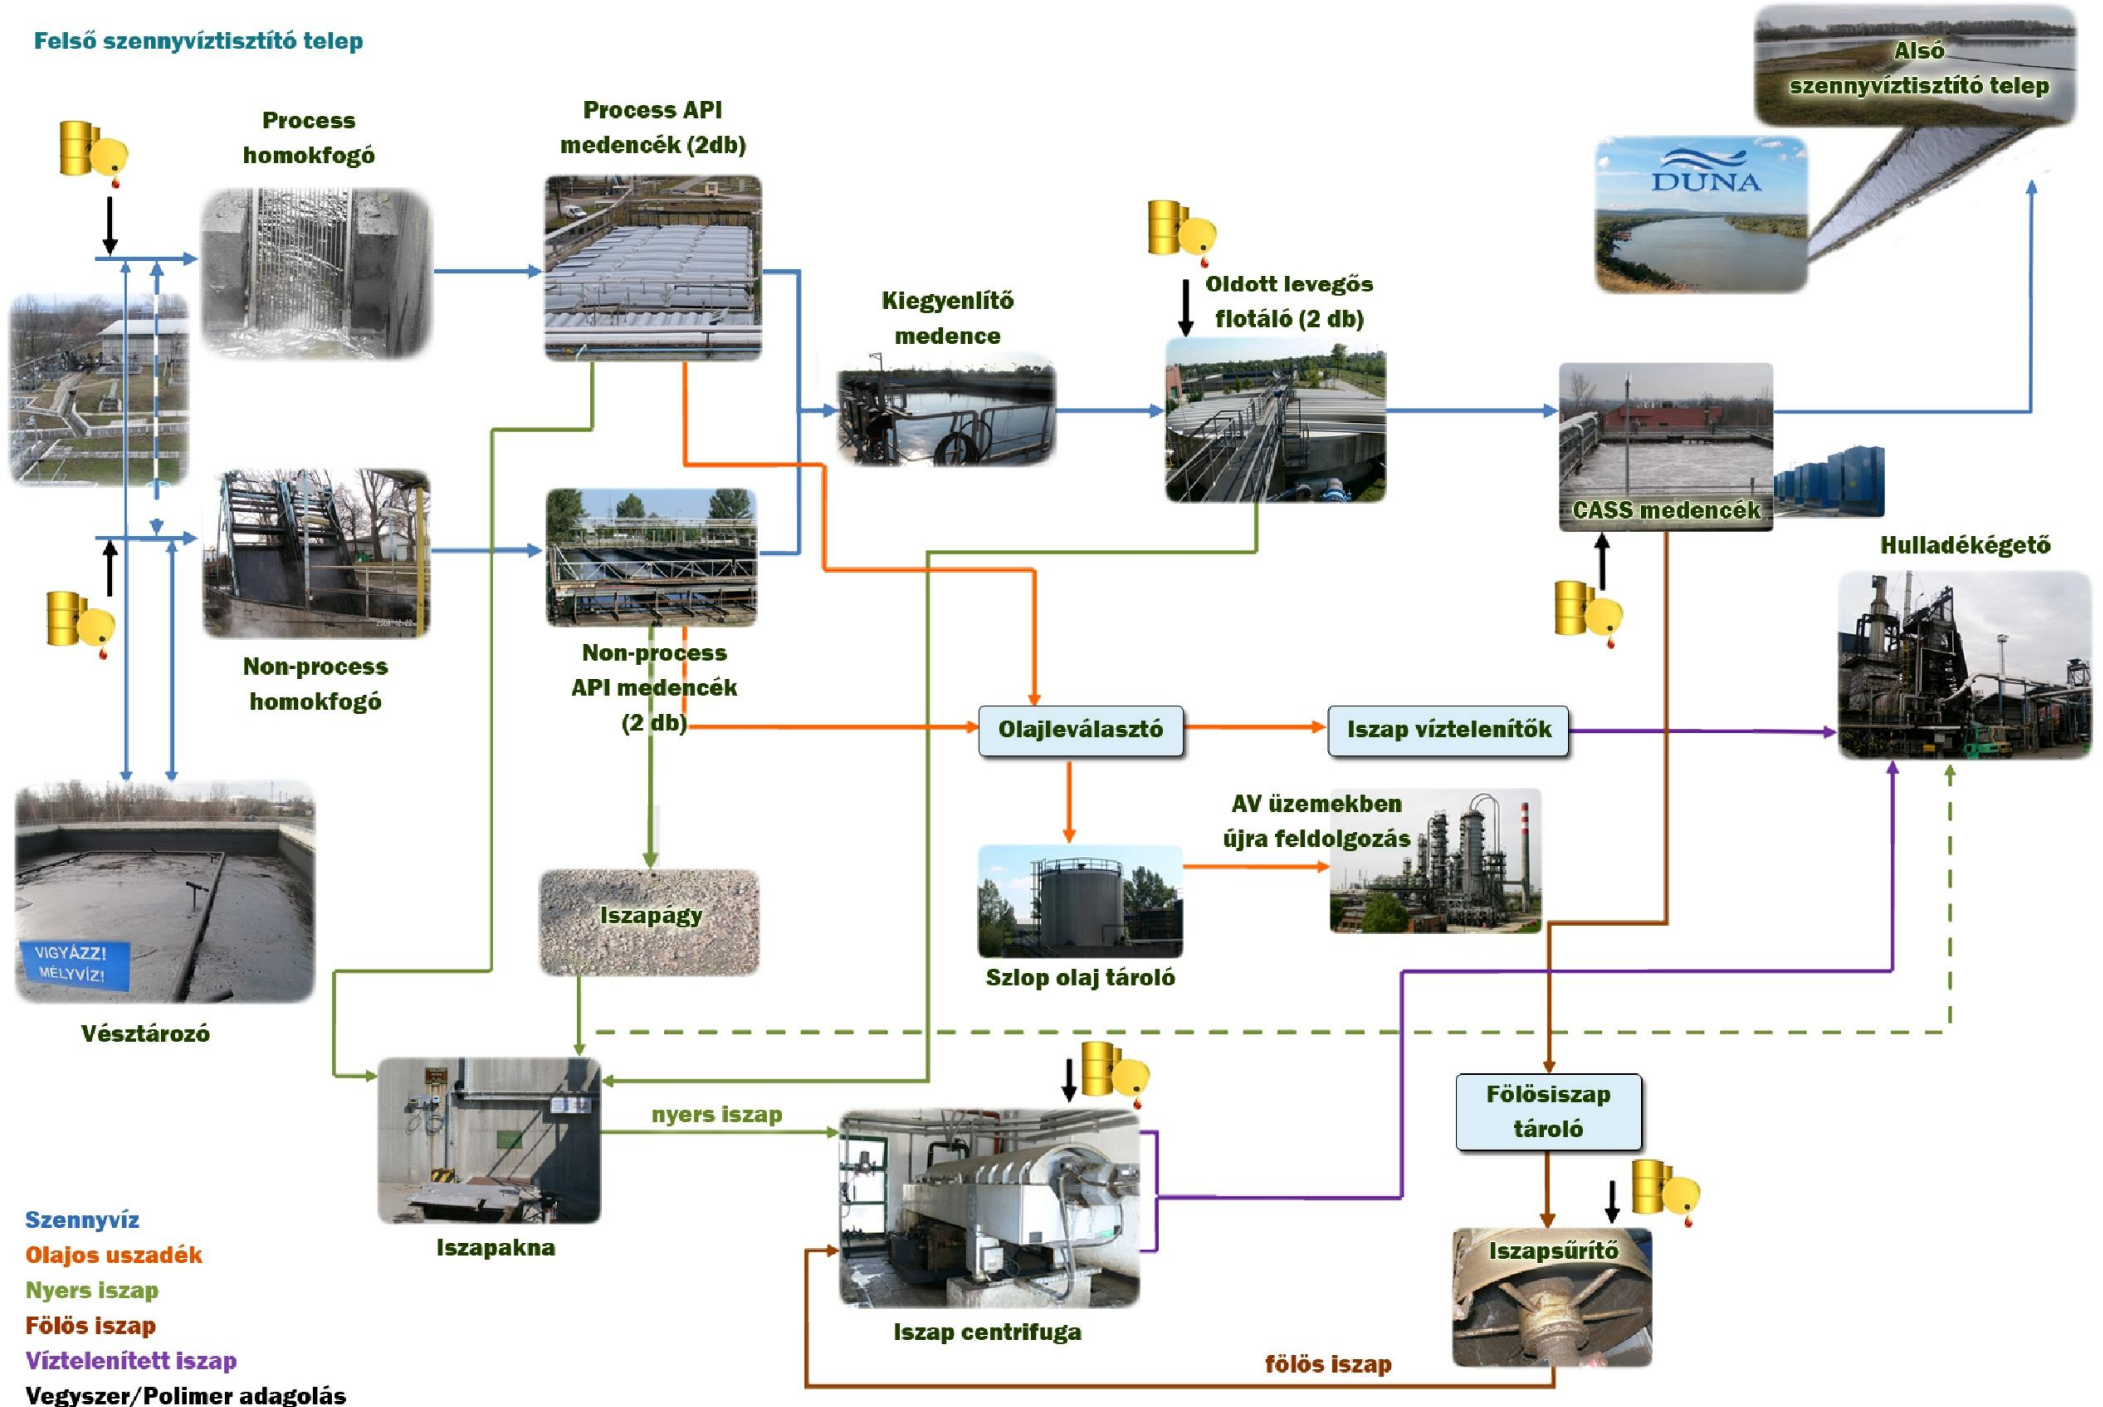 Felső szennyvíztisztító telep
Alsó
szennyvíztisztító telep
Process
homokfogó
Process API
medencék (2db)
DUNA
Kiegyenlítő
medence
Oldott levegős
flotáló (2 db)
CASS medencék
Hulladékégető
Non-process
homokfogó
Non-process
API medencék
(2 db)
Olajleválasztó
Iszap víztelenítők
AV üzemekben
újra feldolgozás
Iszapágy
VIGYÁZZ!
MÉLYVÍZ!
Szlop olaj tároló
Vésztározó
nyers iszap
Fölösiszap
tároló
Iszapakna
Iszapsűrítő
Iszap centrifuga
fölös iszap
Szennyvíz
Olajos uszadék
Nyers iszap
Fölös iszap
Víztelenített iszap
Vegyszer/Polimer adagolás